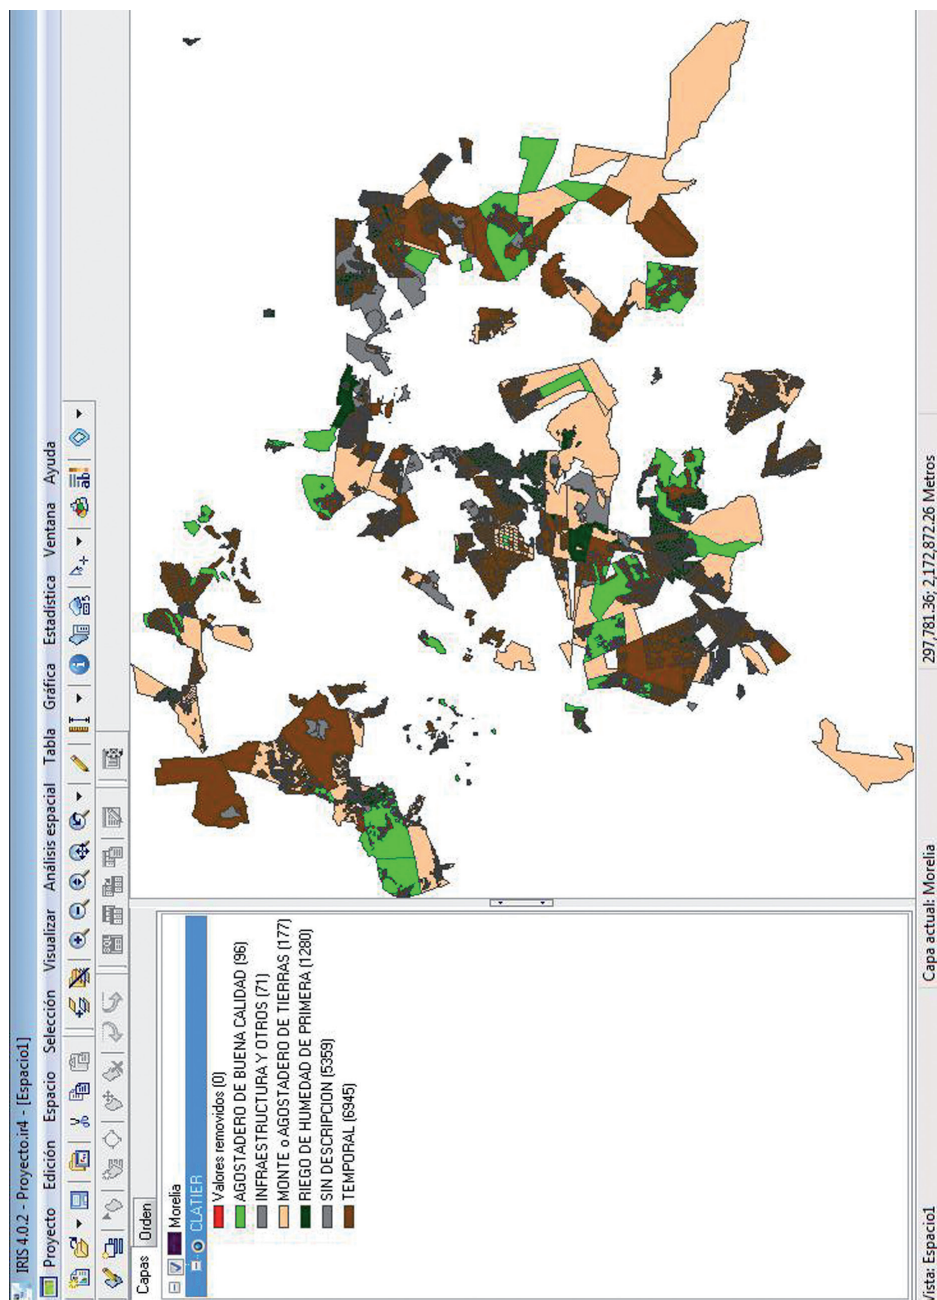 IRIS 4.0.2 - Proyecto.ir4 - [Espacio1]
Proyecto Edición Espacio Selección Visualizar Análisis espacial Tabla Gráfica Estadística Ventana Ayuda
SQL
Capas Orden
Morelia
CLATIER
Valores removidos (0)
AGOSTADERO DE BUENA CALIDAD (96)
INFRAESTRUCTURA Y OTROS (71)
MONTE o AGOSTADERO DE TIERRAS (177)
RIEGO DE HUMEDAD DE PRIMERA (1280)
SIN DESCRIPCION (5359)
TEMPORAL (6945)
Vista: Espacio1 Capa actual: Morelia 297,781.36; 2,172,872.26 Metros